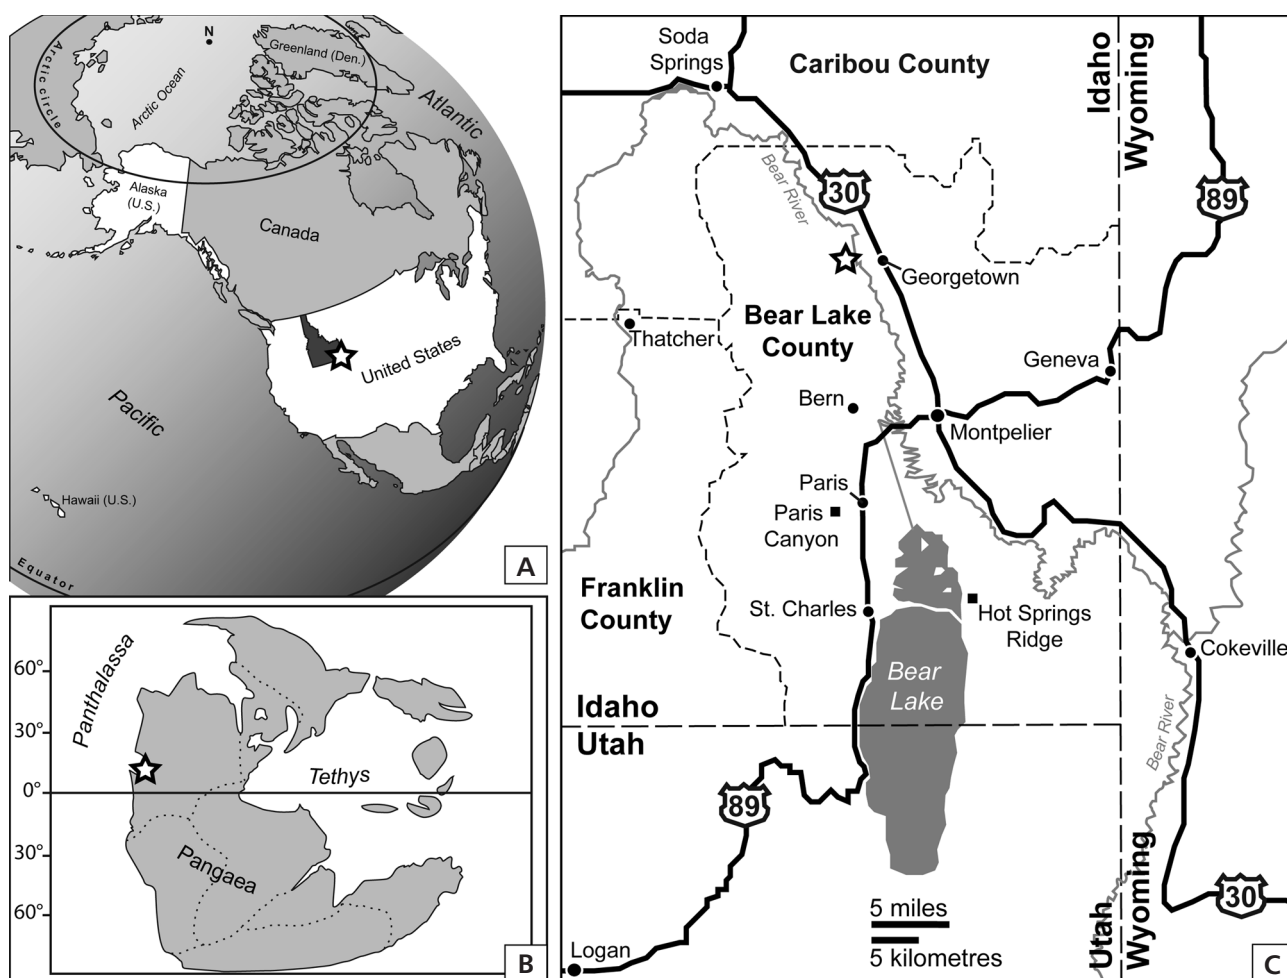 N
Greenland (Den.)
Arctic circle
Arctic Ocean
Atlantic
Alaska
(U.S.)
Canada
United States
Pacific
Hawaii (U.S.)
Equator
A
Panthalassa
60°
30°
0°
30°
60°
Tethys
Pangaea
B
Soda
Springs
Caribou County
Idaho
Wyoming
Bear River
30
89
Georgetown
Bear Lake
County
Thatcher
Geneva
Bern
Montpelier
Paris
Paris
Canyon
Franklin
County
St. Charles
Hot Springs
Ridge
Cokeville
Bear
Lake
Idaho
Utah
Bear River
89
5 miles
5 kilometres
Logan
Utah
Wyoming
30
C